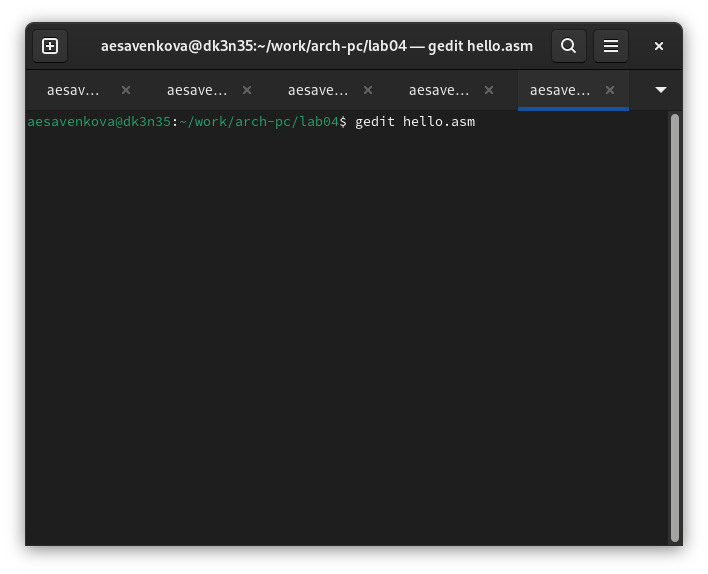 aesavenkova@dk3n35:~/work/arch-pc/lab04 — gedit hello.asm
aesav… aesave… aesave… aesave… aesave…
aesavenkova@dk3n35:~/work/arch-pc/lab04$ gedit hello.asm